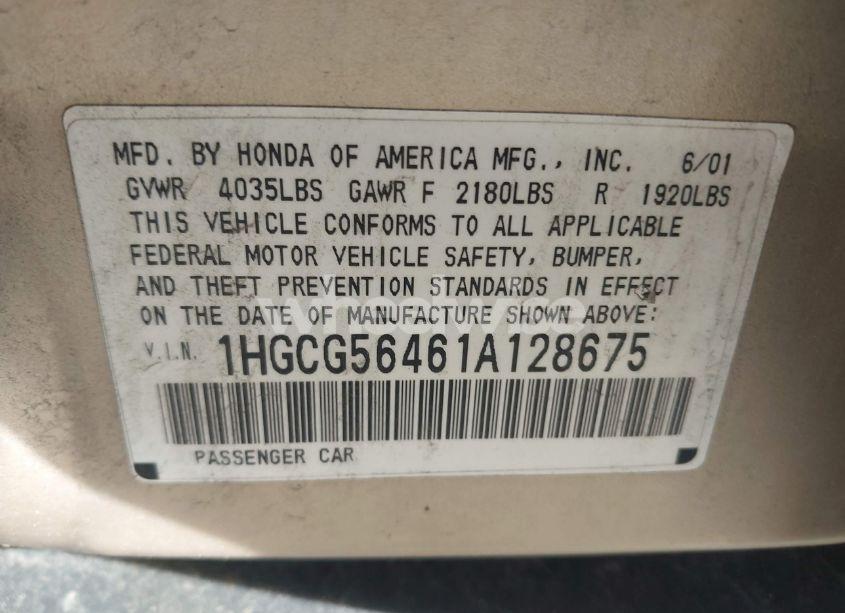 MFD. BY HONDA OF AMERICA MFG., INC. 6/01
GVWR 4035LBS GAWR F 2180LBS R 1920LBS
THIS VEHICLE CONFORMS TO ALL APPLICABLE
FEDERAL MOTOR VEHICLE SAFETY, BUMPER,
AND THEFT PREVENTION STANDARDS IN EFFECT
ON THE DATE OF MANUFACTURE SHOWN ABOVE:
V.I.N. 1HGCG56461A128675
PASSENGER CAR